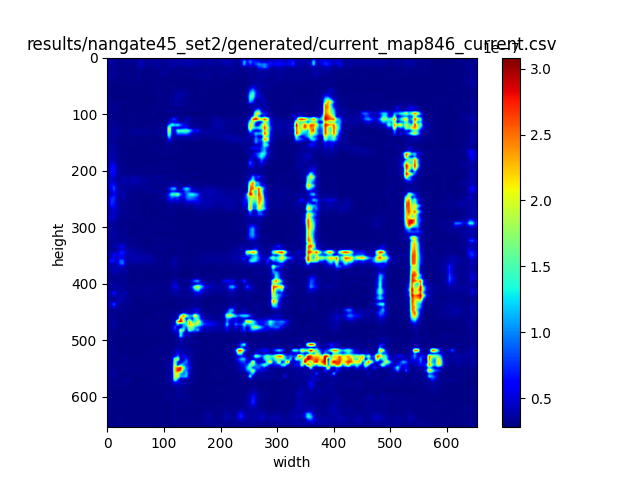 results/nangate45_set2/generated/current_map846_current.csv
1e−7
0
100
200
300
400
500
600
height
0 100 200 300 400 500 600
width
3.0
2.5
2.0
1.5
1.0
0.5